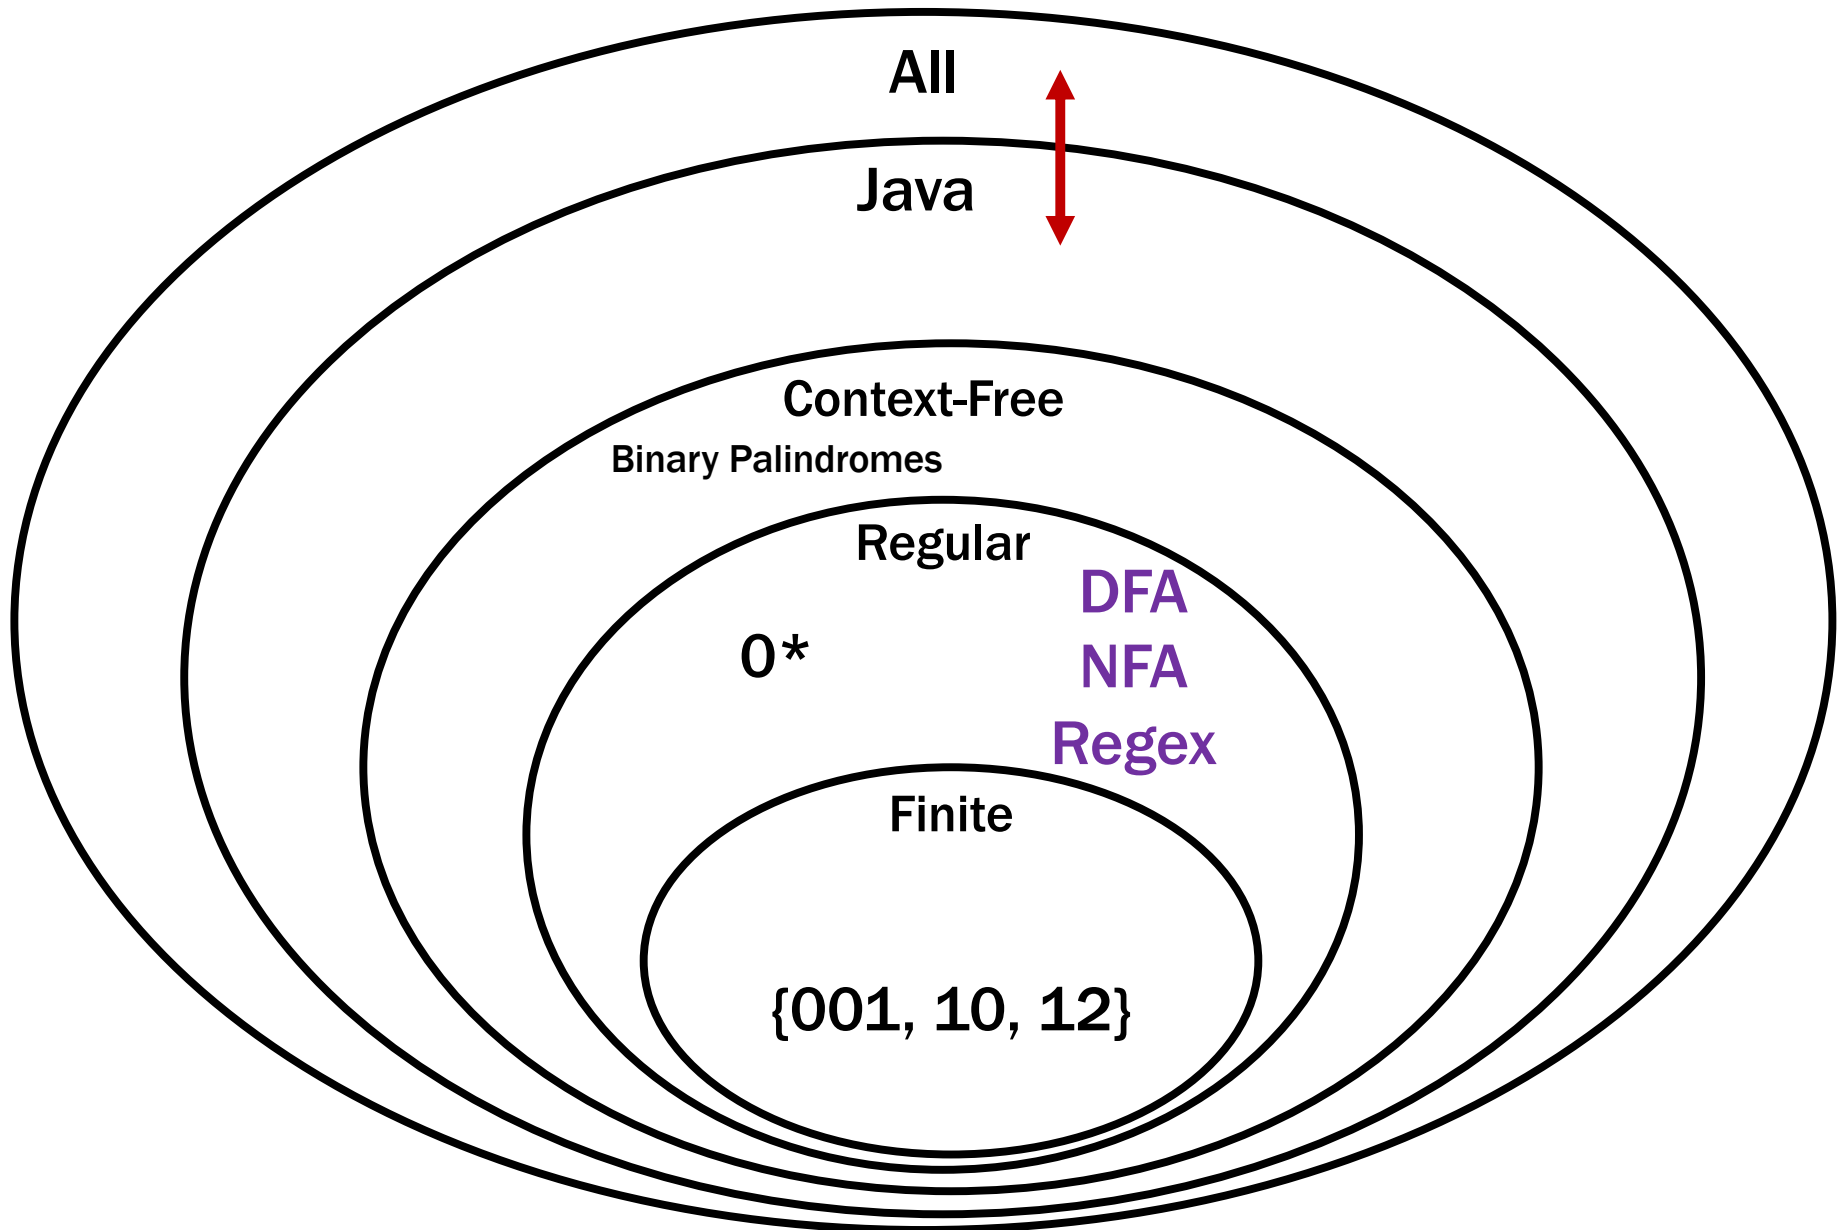 All
Java
Context-Free
Binary Palindromes
Regular
DFA
0*
NFA
Regex
Finite
{001, 10, 12}